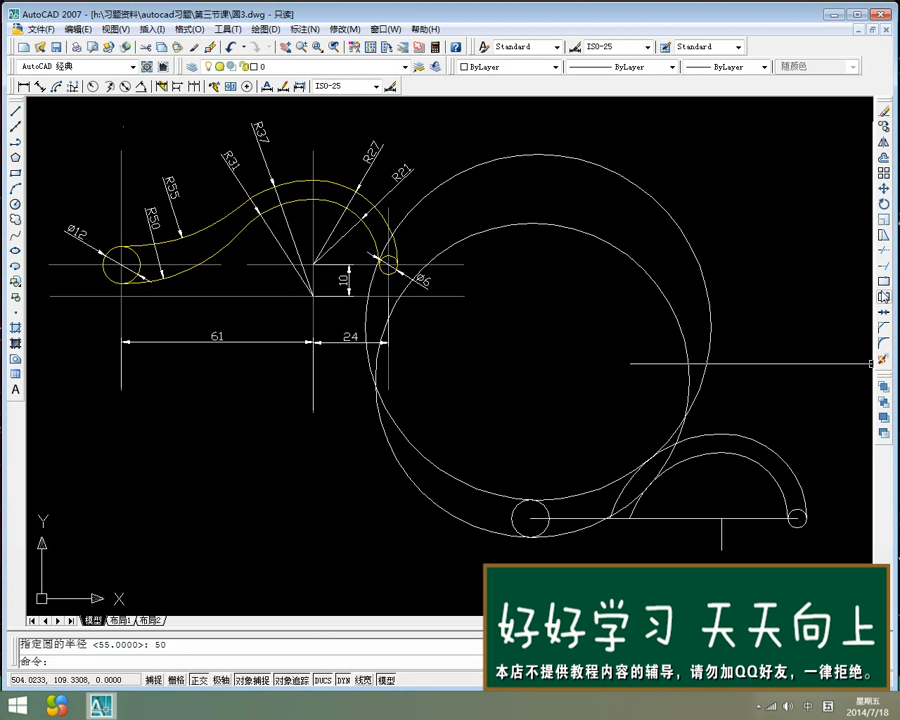 AutoCAD 2007 - [h:\习题资料\autocad习题\第三节课\圆3.dwg - 只读]
文件(F) 编辑(E) 视图(V) 插入(I) 格式(O) 工具(T) 绘图(D) 标注(N) 修改(M) 窗口(W) 帮助(H)
Standard ISO-25 Standard
AutoCAD 经典 0 ByLayer ByLayer ByLayer 随颜色
ISO-25
A
R37
R31
R27
R21
R55
R50
ø12
ø6
10
61
24
Y
X
模型 布局1 布局2
指定圆的半径 <55.0000>: 50
命令:
504.0233, 109.3308, 0.0000 捕捉 栅格 正交 极轴 对象捕捉 对象追踪 DUCS DYN 线宽 模型
好好学习 天天向上
本店不提供教程内容的辅导，请勿加QQ好友，一律拒绝。
中
星期五
2014/7/18